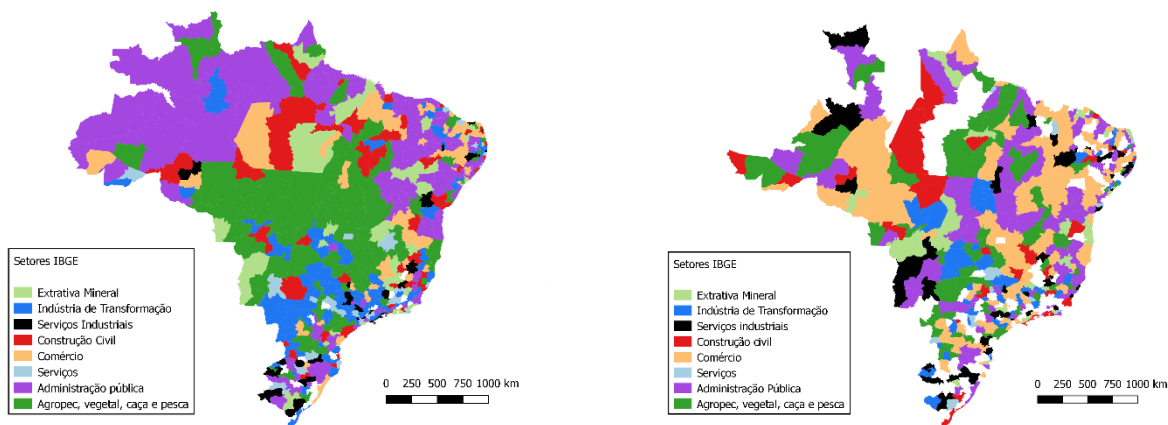 Setores IBGE
Extrativa Mineral
Indústria de Transformação
Serviços Industriais
Construção Civil
Comércio
Serviços
Administração pública
Agropec, vegetal, caça e pesca
0 250 500 750 1000 km
Setores IBGE
Extrativa Mineral
Indústria de Transformação
Serviços industriais
Construção civil
Comércio
Serviços
Administração Pública
Agropec, vegetal, caça e pesca
0 250 500 750 1000 km